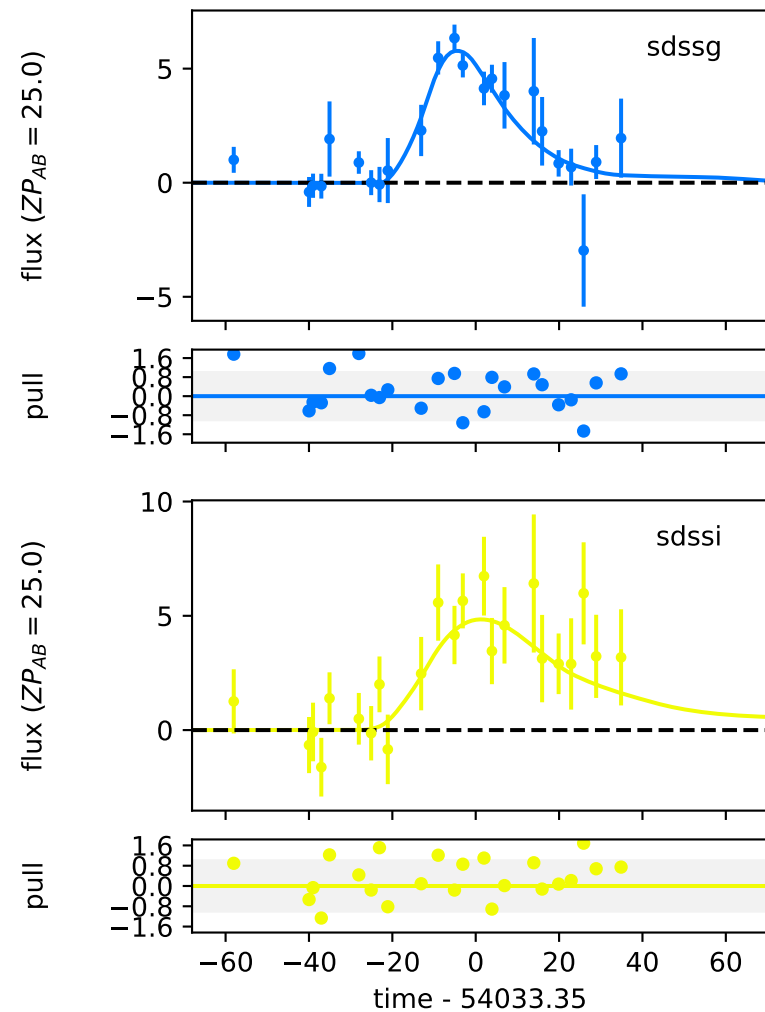 sdssg
flux (ZP_AB = 25.0)
5
0
−5
pull
1.6
0.8
0.0
−0.8
−1.6
sdssi
flux (ZP_AB = 25.0)
10
5
0
pull
1.6
0.8
0.0
−0.8
−1.6
−60 −40 −20 0 20 40 60
time - 54033.35